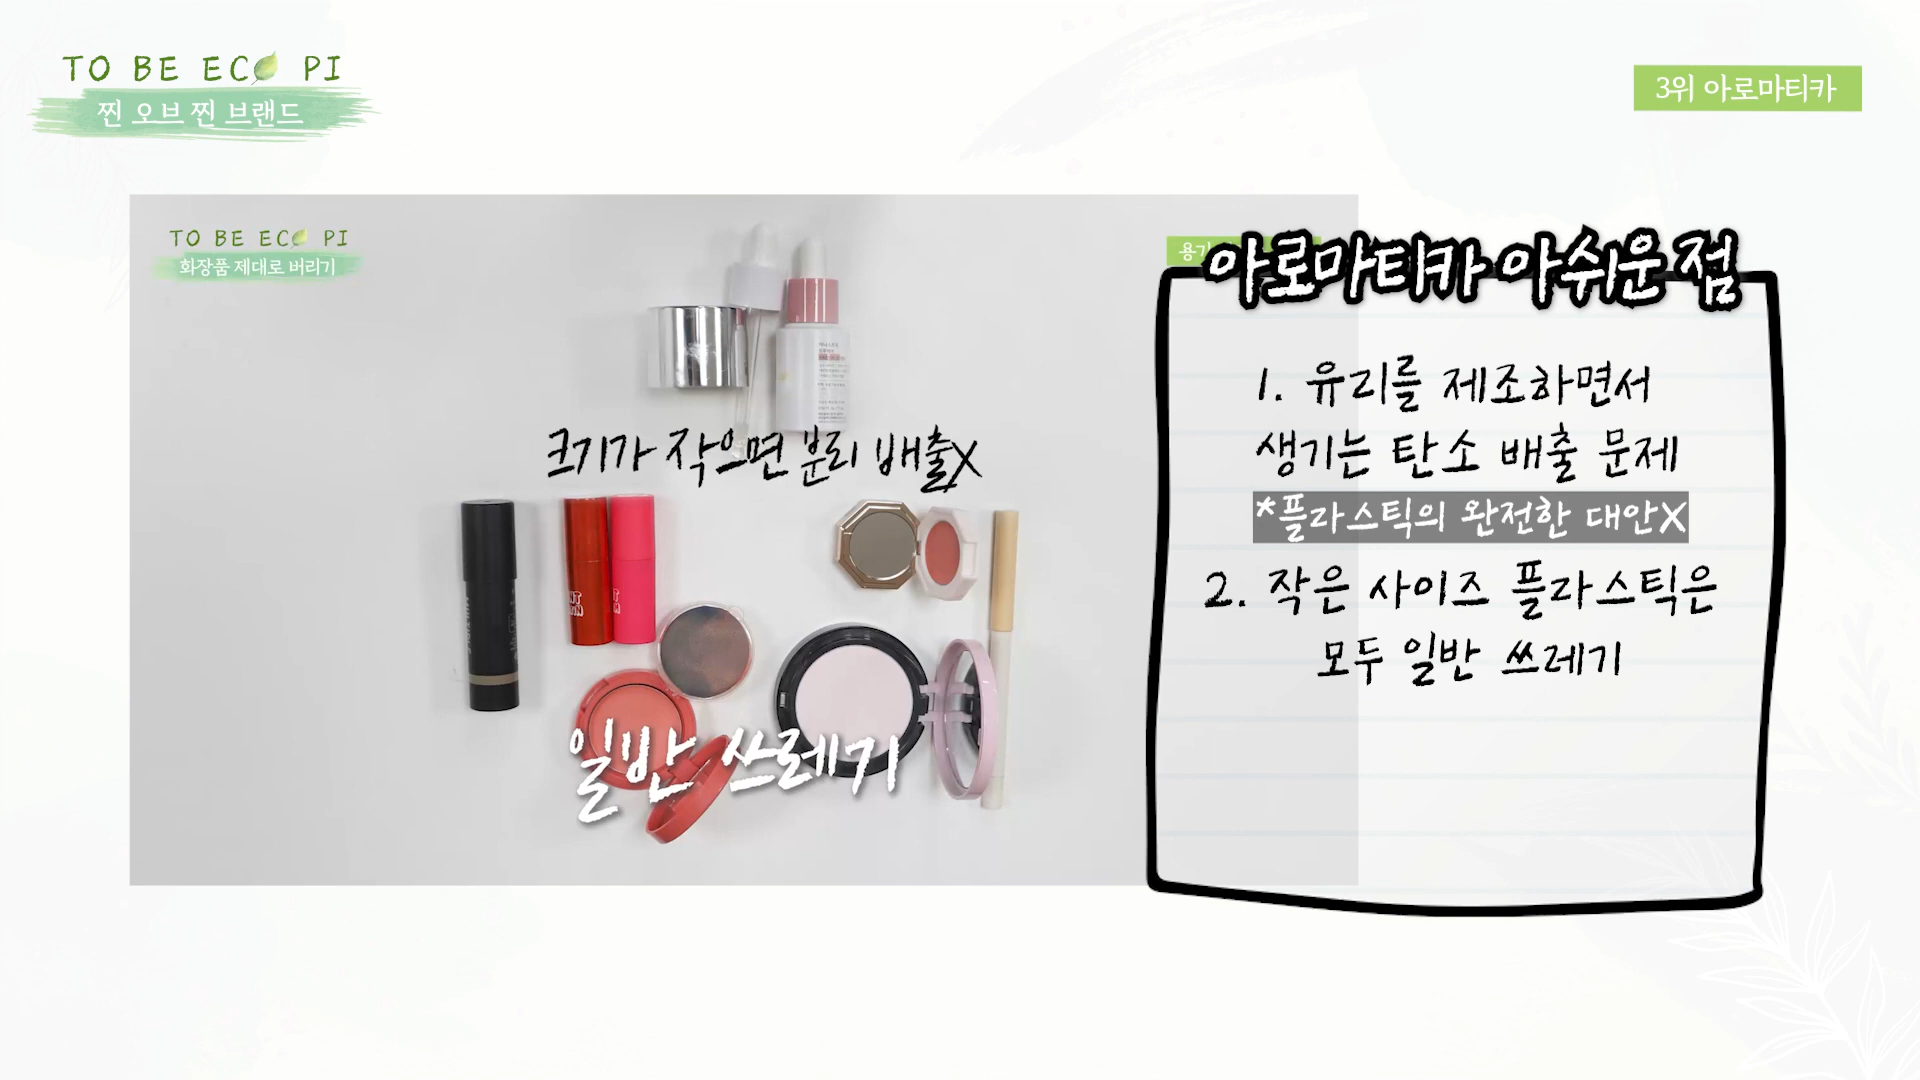 TO BE ECO PI
찐 오브 찐 브랜드
3위 아로마티카
TO BE ECO PI
화장품 제대로 버리기
크기가 작으면 분리 배출X
일반 쓰레기
아로마티카 아쉬운 점
1. 유리를 제조하면서
생기는 탄소 배출 문제
*플라스틱의 완전한 대안X
2. 작은 사이즈 플라스틱은
모두 일반 쓰레기